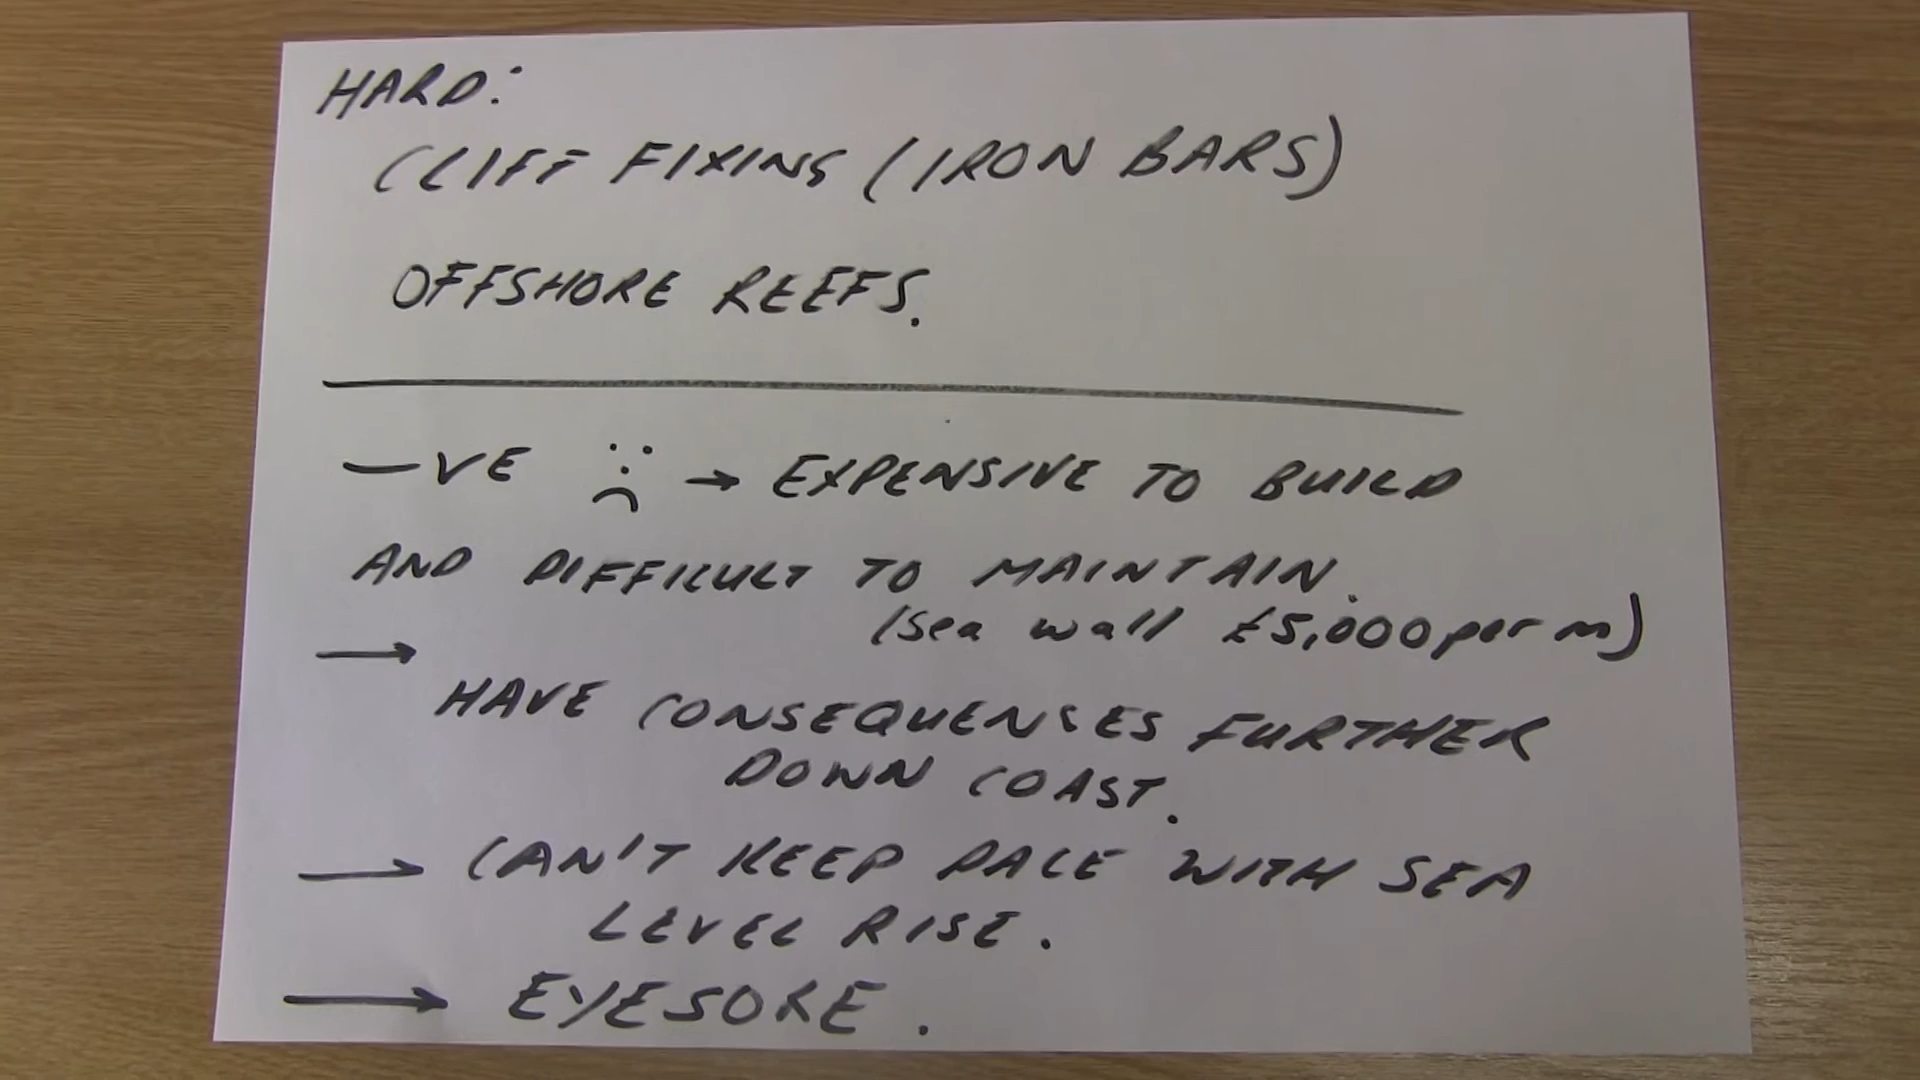 HARD:
CLIFF FIXING (IRON BARS)
OFFSHORE REEFS.
—VE → EXPENSIVE TO BUILD
AND DIFFICULT TO MAINTAIN.
(sea wall £5,000 per m)
→
HAVE CONSEQUENCES FURTHER
DOWN COAST.
→ CAN'T KEEP PACE WITH SEA
LEVEL RISE.
→ EYESORE.